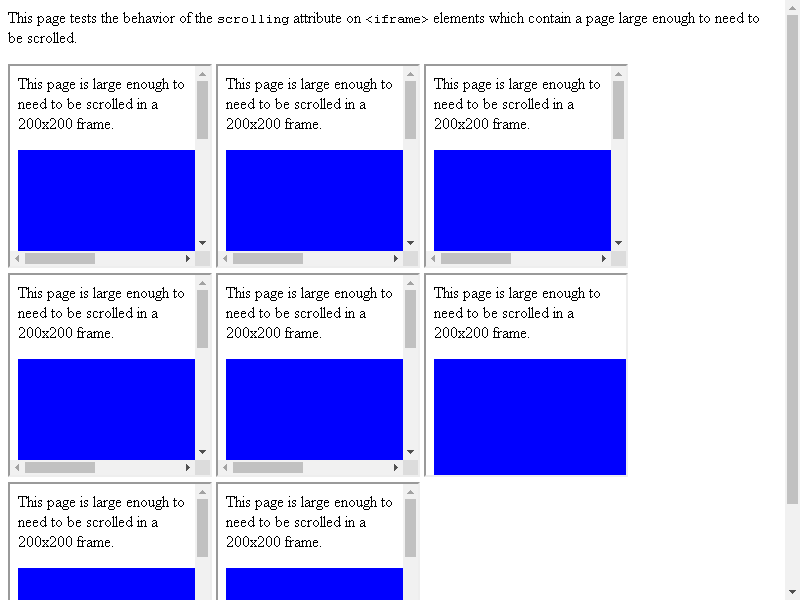 This page tests the behavior of the scrolling attribute on <iframe> elements which contain a page large enough to need to
be scrolled.
This page is large enough to
need to be scrolled in a
200x200 frame.
This page is large enough to
need to be scrolled in a
200x200 frame.
This page is large enough to
need to be scrolled in a
200x200 frame.
This page is large enough to
need to be scrolled in a
200x200 frame.
This page is large enough to
need to be scrolled in a
200x200 frame.
This page is large enough to
need to be scrolled in a
200x200 frame.
This page is large enough to
need to be scrolled in a
200x200 frame.
This page is large enough to
need to be scrolled in a
200x200 frame.